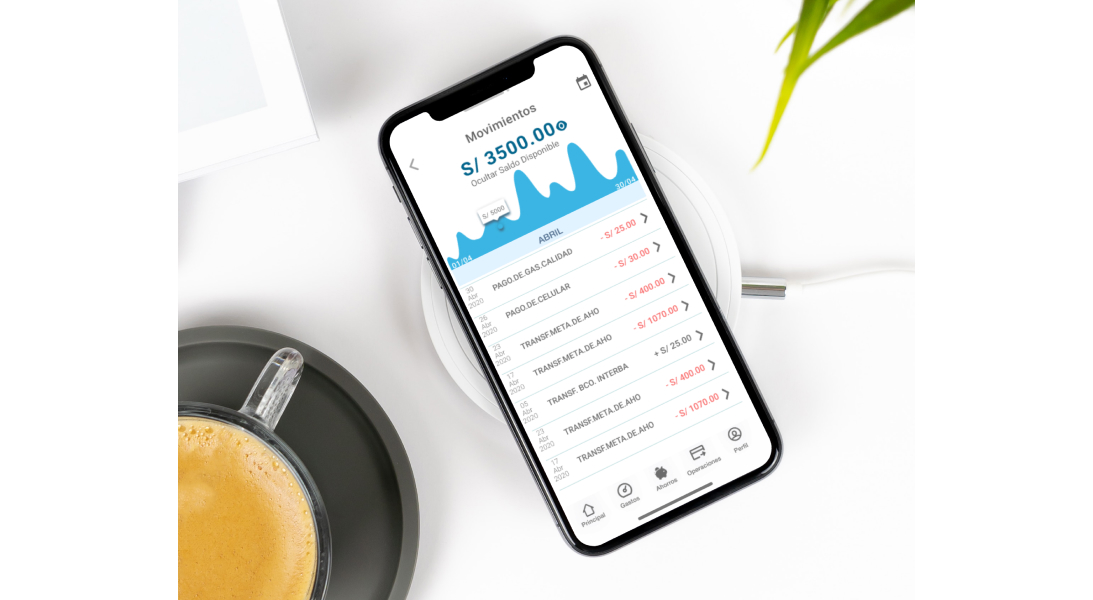 Movimientos
S/ 3500.00
Ocultar Saldo Disponible
S/ 5000
01/04
30/04
ABRIL
30 Abr 2020 PAGO.DE.GAS.CALIDAD - S/ 25.00
26 Abr 2020 PAGO.DE.CELULAR - S/ 30.00
23 Abr 2020 TRANSF.META.DE.AHO - S/ 400.00
17 Abr 2020 TRANSF.META.DE.AHO - S/ 1070.00
05 Abr 2020 TRANSF. BCO. INTERBA + S/ 25.00
23 Abr 2020 TRANSF.META.DE.AHO - S/ 400.00
17 Abr 2020 TRANSF.META.DE.AHO - S/ 1070.00
Principal Gastos Ahorros Operaciones Perfil